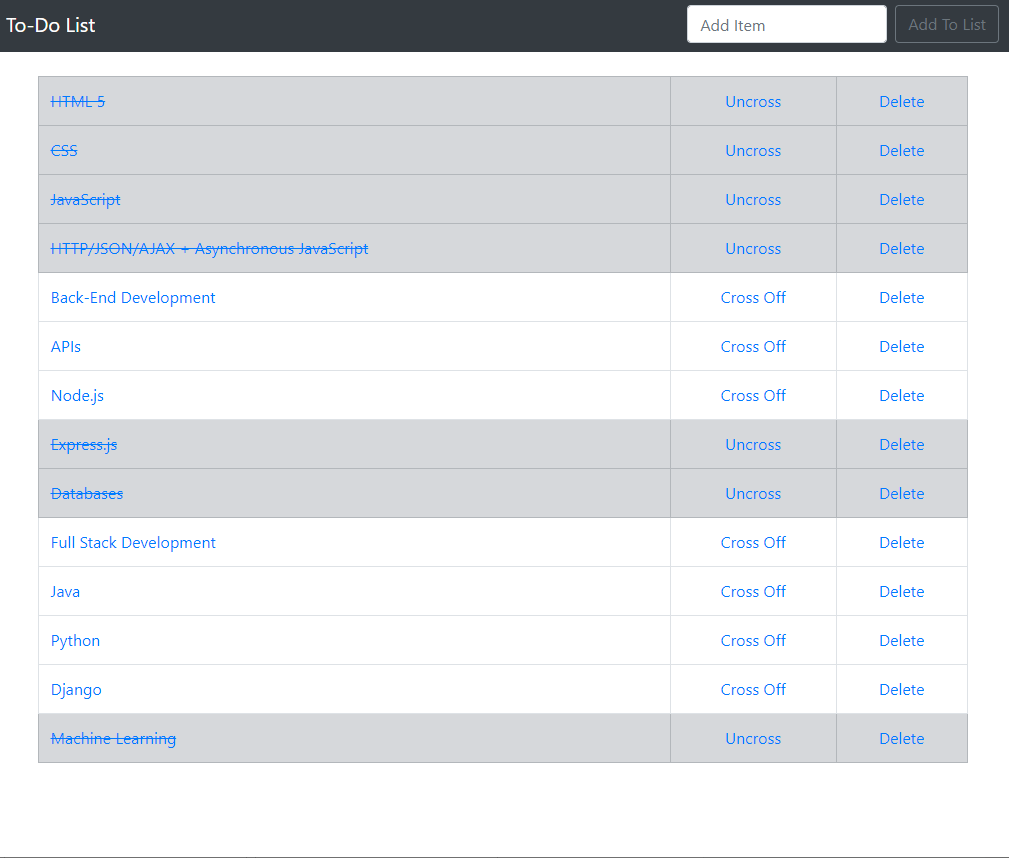 To-Do List Add Item Add To List
HTML 5 Uncross Delete
CSS Uncross Delete
JavaScript Uncross Delete
HTTP/JSON/AJAX + Asynchronous JavaScript Uncross Delete
Back-End Development Cross Off Delete
APIs Cross Off Delete
Node.js Cross Off Delete
Express.js Uncross Delete
Databases Uncross Delete
Full Stack Development Cross Off Delete
Java Cross Off Delete
Python Cross Off Delete
Django Cross Off Delete
Machine Learning Uncross Delete